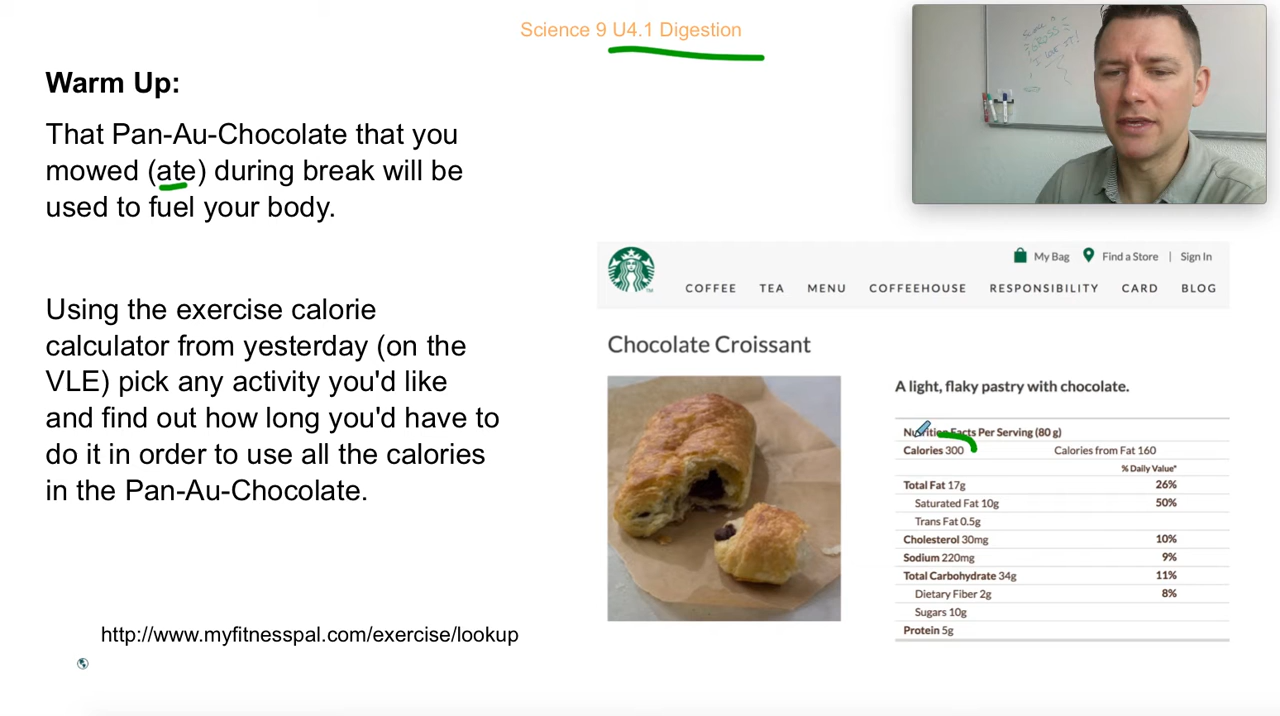 Science 9 U4.1 Digestion
Warm Up:
That Pan-Au-Chocolate that you
mowed (ate) during break will be
used to fuel your body.
Using the exercise calorie
calculator from yesterday (on the
VLE) pick any activity you'd like
and find out how long you'd have to
do it in order to use all the calories
in the Pan-Au-Chocolate.
http://www.myfitnesspal.com/exercise/lookup
My Bag Find a Store | Sign In
COFFEE TEA MENU COFFEEHOUSE RESPONSIBILITY CARD BLOG
Chocolate Croissant
A light, flaky pastry with chocolate.
Nutrition Facts Per Serving (80 g)
Calories 300 Calories from Fat 160
% Daily Value*
Total Fat 17g 26%
Saturated Fat 10g 50%
Trans Fat 0.5g
Cholesterol 30mg 10%
Sodium 220mg 9%
Total Carbohydrate 34g 11%
Dietary Fiber 2g 8%
Sugars 10g
Protein 5g